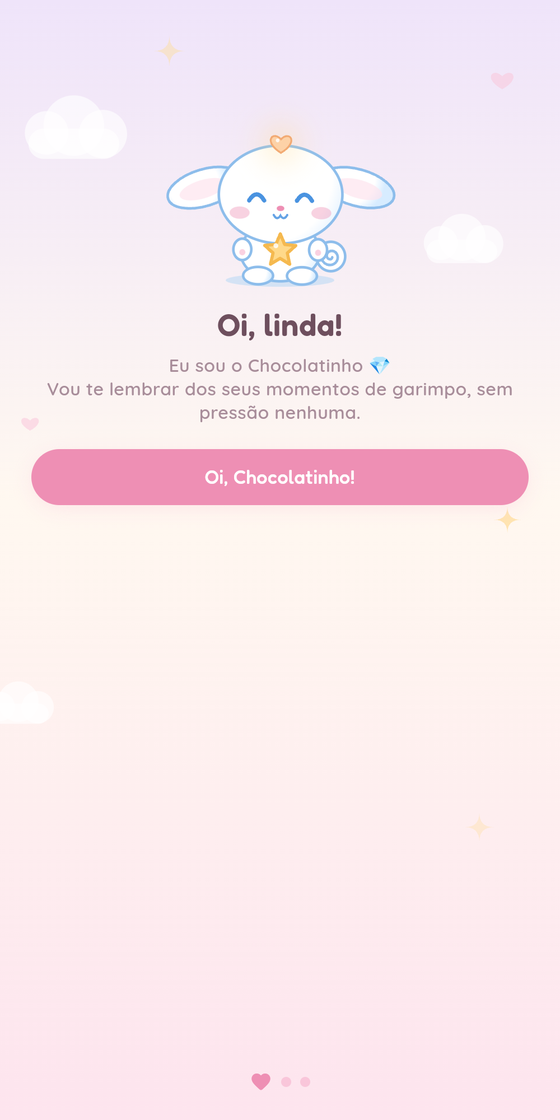 Oi, linda!
Eu sou o Chocolatinho 💎
Vou te lembrar dos seus momentos de garimpo, sem
pressão nenhuma.
Oi, Chocolatinho!